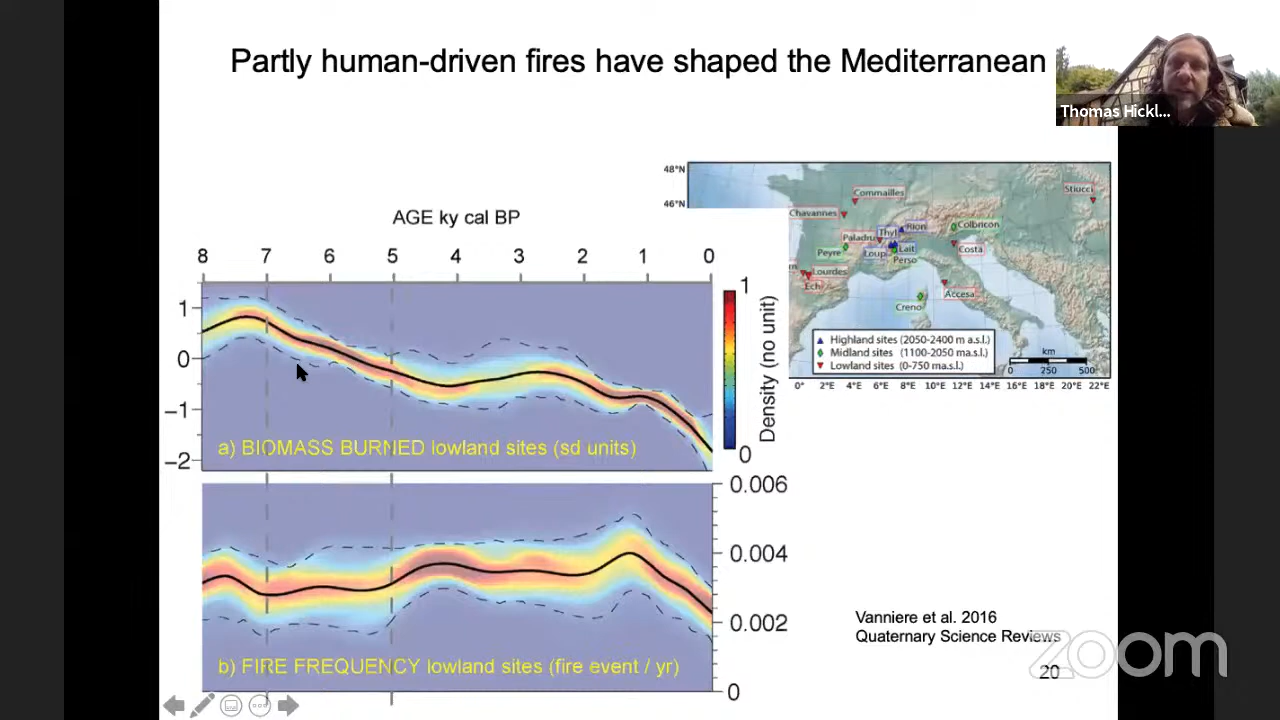 Partly human-driven fires have shaped the Mediterranean
Thomas Hickl...
AGE ky cal BP
8 7 6 5 4 3 2 1 0
1
0
−1
−2
a) BIOMASS BURNED lowland sites (sd units)
1
0
Density (no unit)
48°N
46°N
Commailles
Stiucci
Chavannes
Thyl
Rion
Colbricon
Paladru
Peyre
Loup
Lait
Perso
Costa
Lourdes
Ech
Accesa
Creno
Highland sites (2050-2400 m a.s.l.)
Midland sites (1100-2050 m a.s.l.)
Lowland sites (0-750 m a.s.l.)
km
0 250 500
0° 2°E 4°E 6°E 8°E 10°E 12°E 14°E 16°E 18°E 20°E 22°E
0.006
0.004
0.002
0
b) FIRE FREQUENCY lowland sites (fire event / yr)
Vanniere et al. 2016
Quaternary Science Reviews
20
zoom